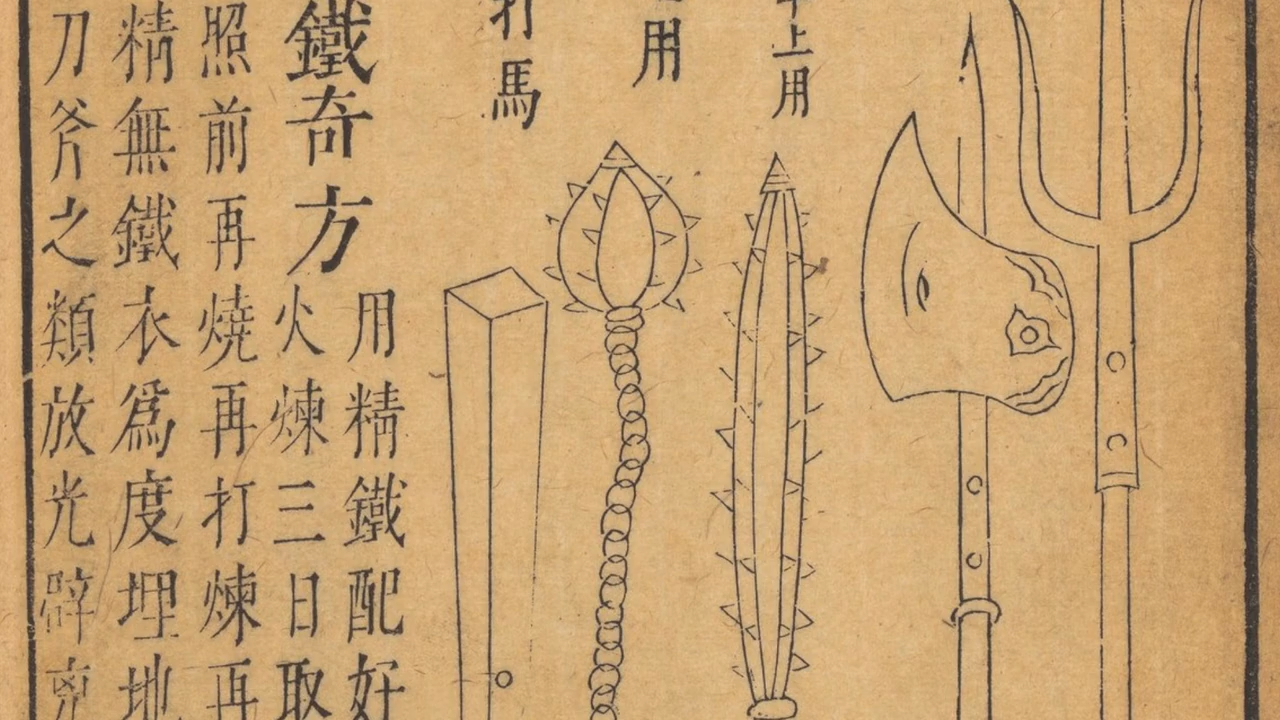 上用
用
打馬
鐵奇方
用精鐵配好
火煉三日取
照前再燒再打煉再
精無鐵衣爲度埋地
刀斧之類放光辟